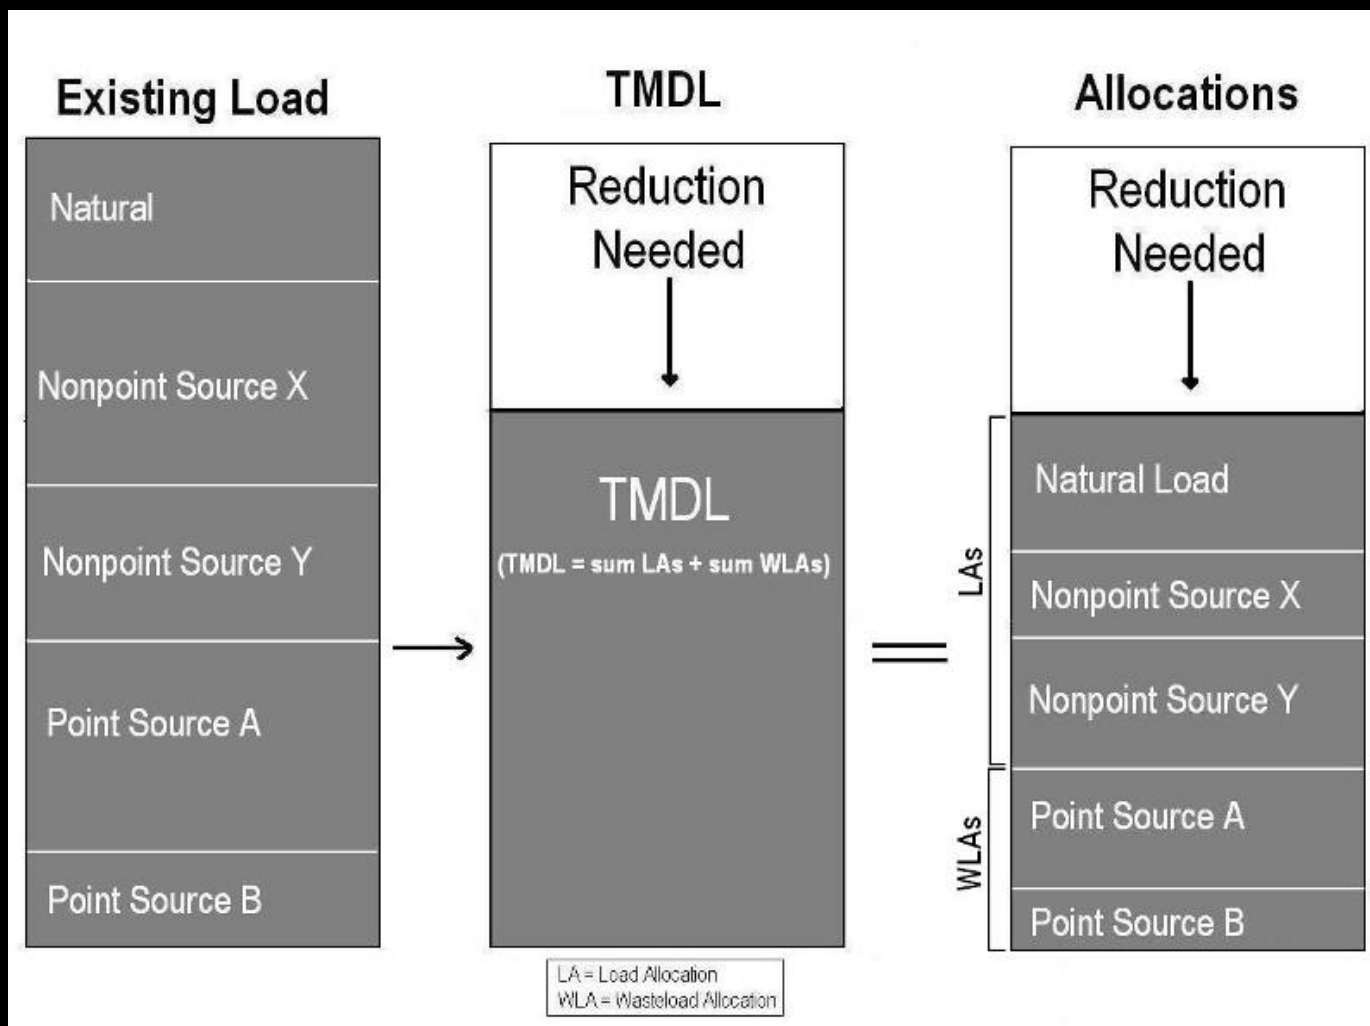 Existing Load
Natural
Nonpoint Source X
Nonpoint Source Y
Point Source A
Point Source B
TMDL
Reduction
Needed
TMDL
(TMDL = sum LAs + sum WLAs)
LA = Load Allocation
WLA = Wasteload Allocation
Allocations
Reduction
Needed
LAs
Natural Load
Nonpoint Source X
Nonpoint Source Y
WLAs
Point Source A
Point Source B